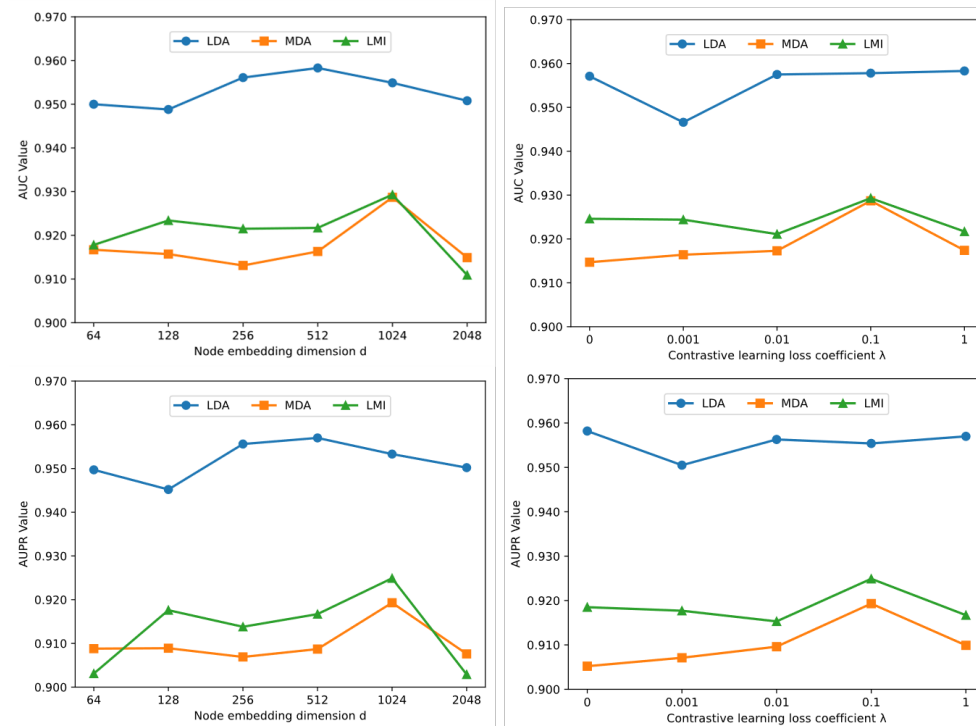 0.970
0.960
0.950
0.940
0.930
0.920
0.910
0.900
AUC Value
LDA MDA LMI
64 128 256 512 1024 2048
Node embedding dimension d
0.970
0.960
0.950
0.940
0.930
0.920
0.910
0.900
AUC Value
LDA MDA LMI
0 0.001 0.01 0.1 1
Contrastive learning loss coefficient λ
0.970
0.960
0.950
0.940
0.930
0.920
0.910
0.900
AUPR Value
LDA MDA LMI
64 128 256 512 1024 2048
Node embedding dimension d
0.970
0.960
0.950
0.940
0.930
0.920
0.910
0.900
AUPR Value
LDA MDA LMI
0 0.001 0.01 0.1 1
Contrastive learning loss coefficient λ